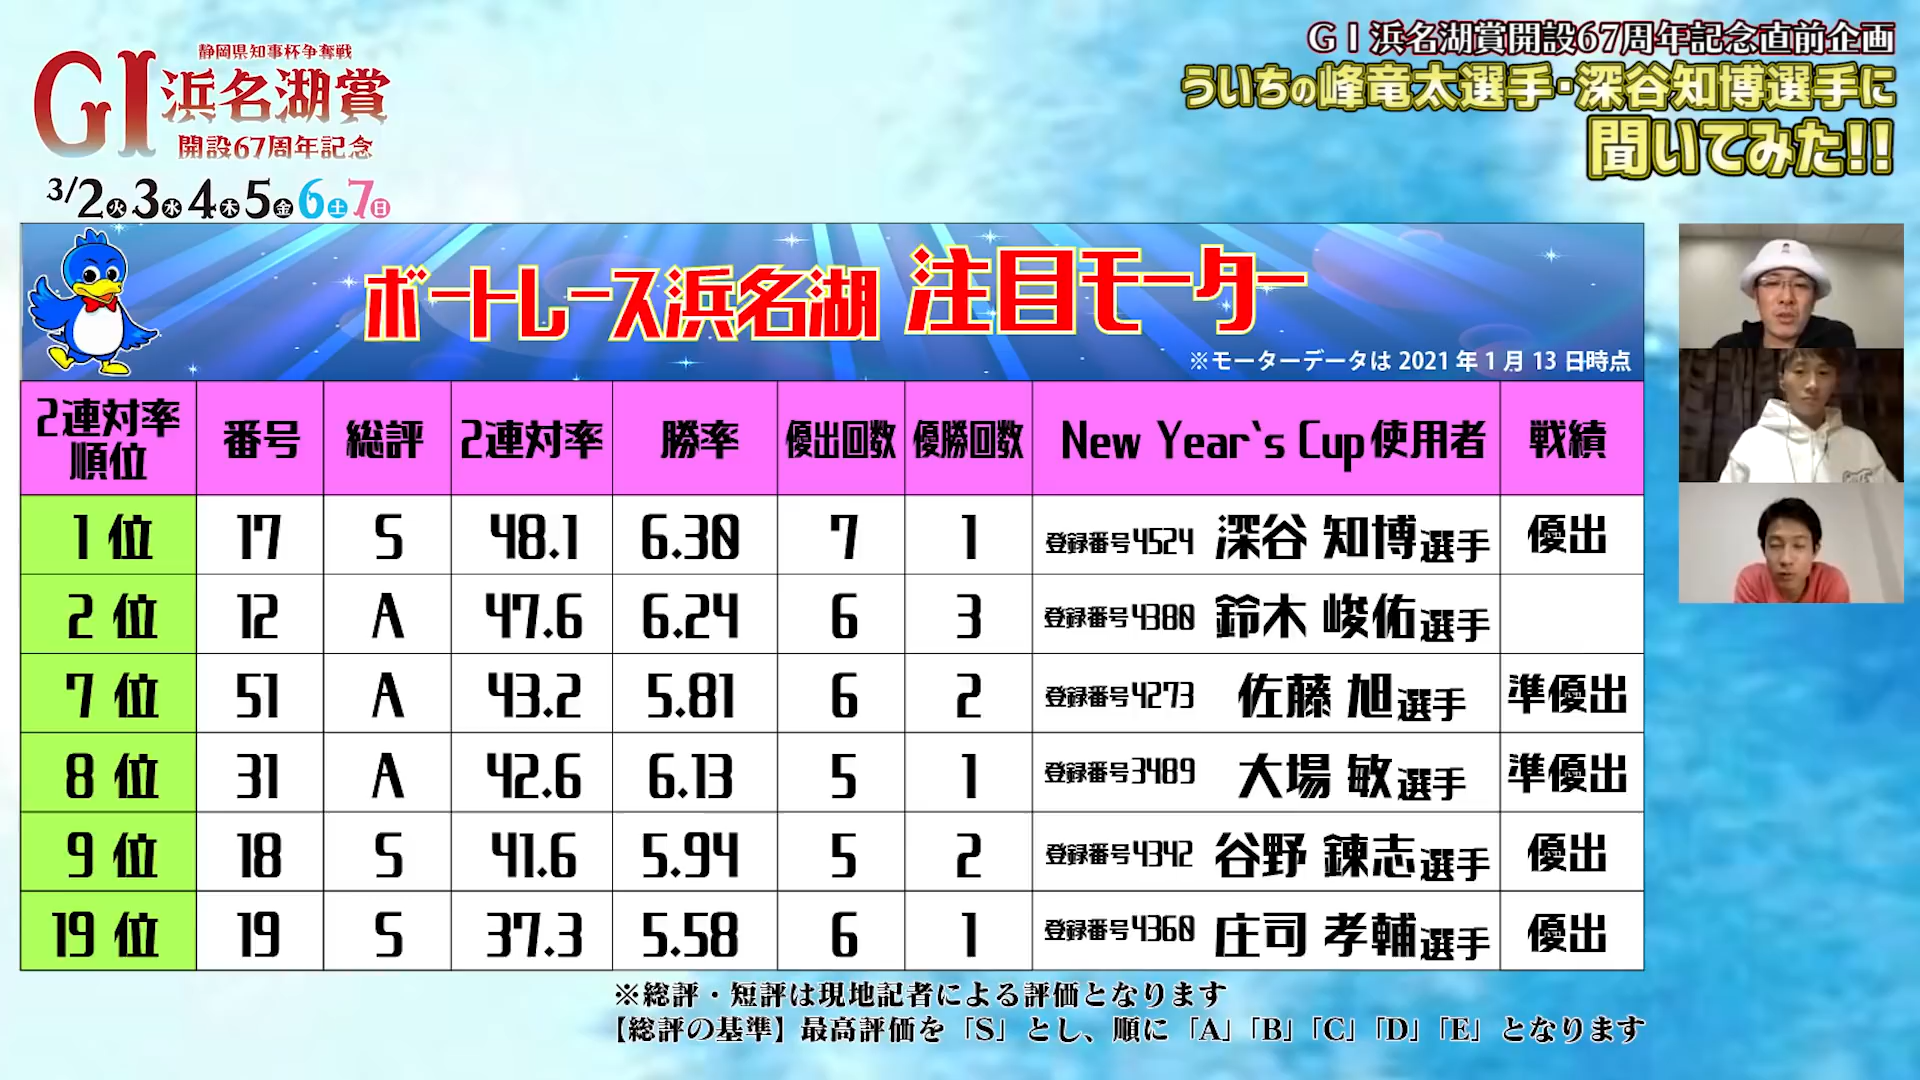 静岡県知事杯争奪戦
GI浜名湖賞
開設67周年記念
3/2火3水4木5金6土7日
GⅠ浜名湖賞開設67周年記念直前企画
ういちの峰竜太選手・深谷知博選手に
聞いてみた!!
ボートレース浜名湖 注目モーター
※モーターデータは2021年1月13日時点
2連対率順位 番号 総評 2連対率 勝率 優出回数 優勝回数 New Year`s Cup使用者 戦績
1位 17 S 48.1 6.30 7 1 登録番号4524 深谷 知博選手 優出
2位 12 A 47.6 6.24 6 3 登録番号4380 鈴木 峻佑選手
7位 51 A 43.2 5.81 6 2 登録番号4273 佐藤 旭選手 準優出
8位 31 A 42.6 6.13 5 1 登録番号3489 大場 敏選手 準優出
9位 18 S 41.6 5.94 5 2 登録番号4342 谷野 錬志選手 優出
19位 19 S 37.3 5.58 6 1 登録番号4360 庄司 孝輔選手 優出
※総評・短評は現地記者による評価となります
【総評の基準】最高評価を「S」とし、順に「A」「B」「C」「D」「E」となります